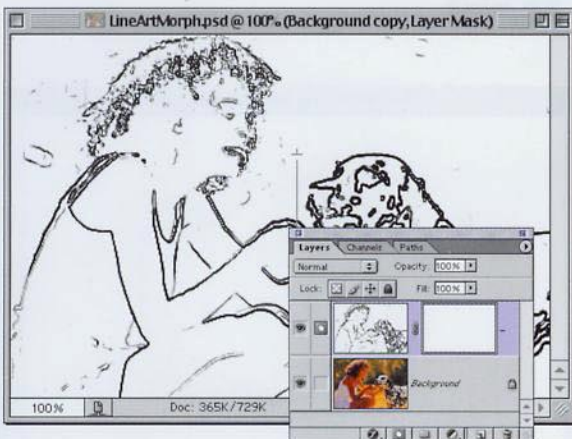 LineArtMorph.psd @ 100% (Background copy, Layer Mask)
Layers Channels Paths
Normal Opacity: 100%
Lock: Fill: 100%
Background
100% Doc: 365K/729K